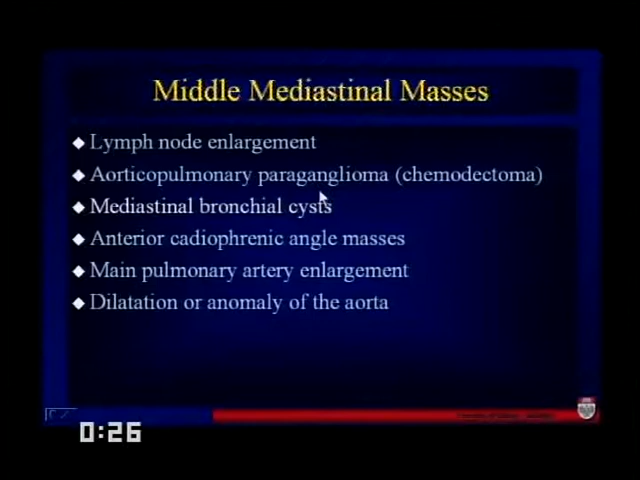 Middle Mediastinal Masses
Lymph node enlargement
Aorticopulmonary paraganglioma (chemodectoma)
Mediastinal bronchial cysts
Anterior cadiophrenic angle masses
Main pulmonary artery enlargement
Dilatation or anomaly of the aorta
0:26